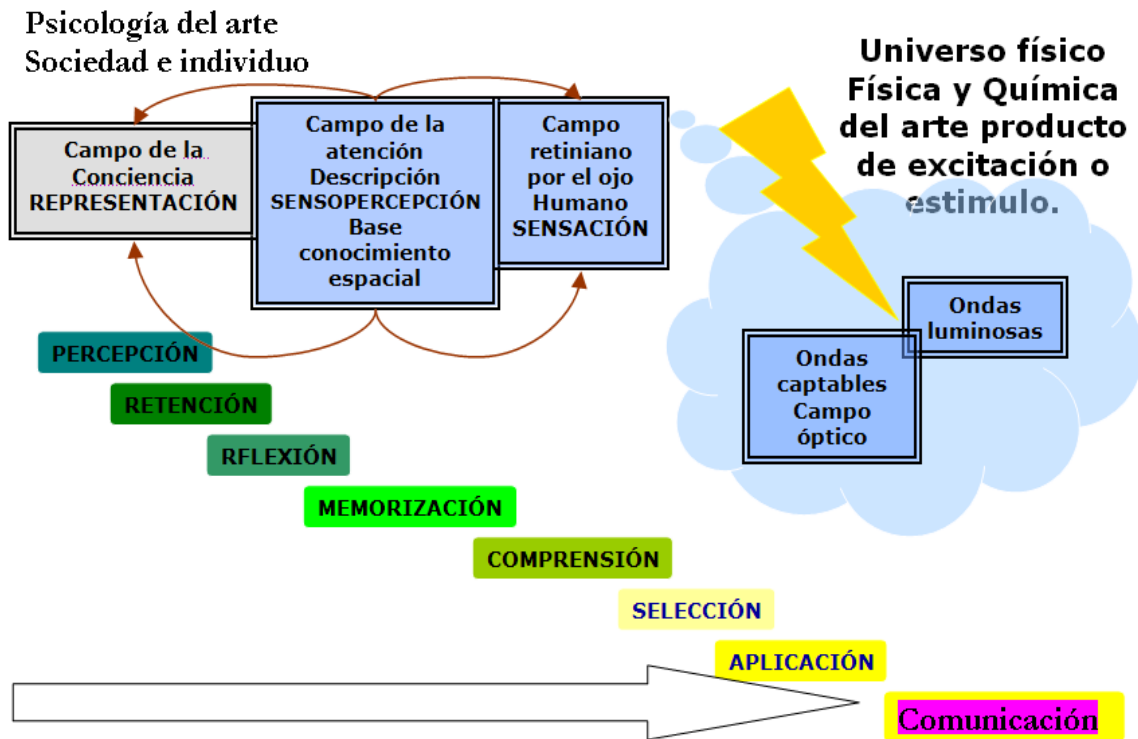 Psicología del arte
Sociedad e individuo
Campo de la
Conciencia
REPRESENTACIÓN
Campo de la
atención
Descripción
SENSOPERCEPCIÓN
Base
conocimiento
espacial
Campo
retiniano
por el ojo
Humano
SENSACIÓN
Universo físico
Física y Química
del arte producto
de excitación o
estimulo.
Ondas
luminosas
Ondas
captables
Campo
óptico
PERCEPCIÓN
RETENCIÓN
RFLEXIÓN
MEMORIZACIÓN
COMPRENSIÓN
SELECCIÓN
APLICACIÓN
Comunicación